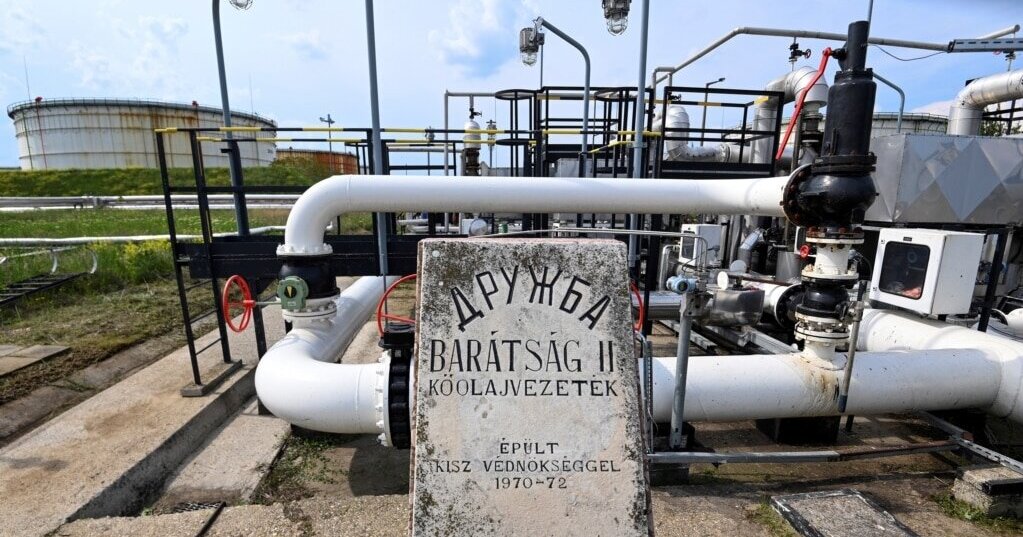 ДРУЖБА
BARÁTSÁG II
KŐOLAJVEZETÉK
ÉPÜLT
KISZ VÉDNÖKSÉGGEL
1970-72